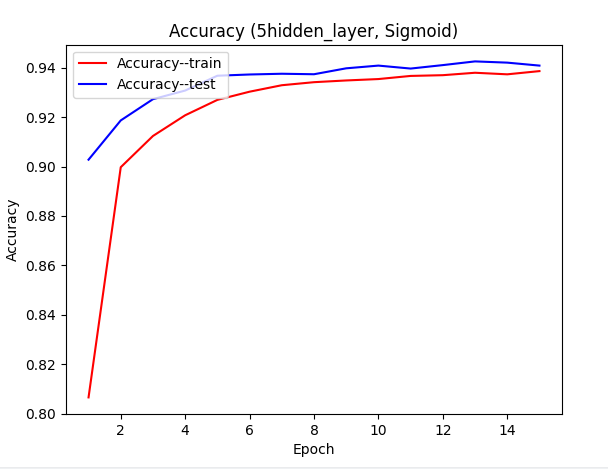 Accuracy (5hidden_layer, Sigmoid)
Accuracy--train
Accuracy--test
0.94
0.92
0.90
0.88
0.86
0.84
0.82
0.80
Accuracy
2 4 6 8 10 12 14
Epoch